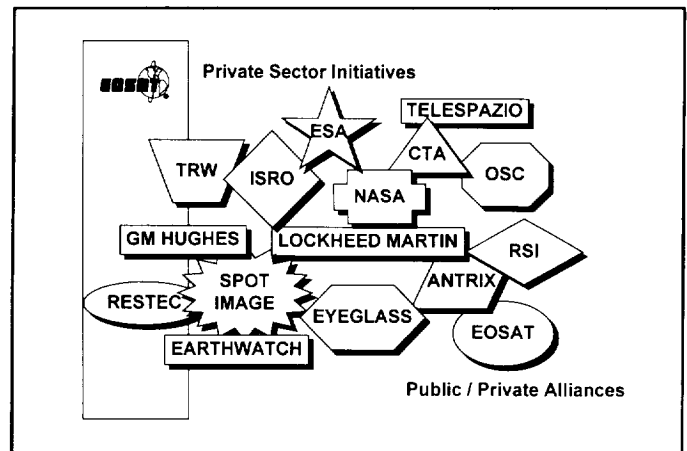 EOSAT
Private Sector Initiatives
ESA
TELESPAZIO
TRW
ISRO
CTA
NASA
OSC
GM HUGHES
LOCKHEED MARTIN
RSI
SPOT
IMAGE
RESTEC
ANTRIX
EYEGLASS
EOSAT
EARTHWATCH
Public / Private Alliances